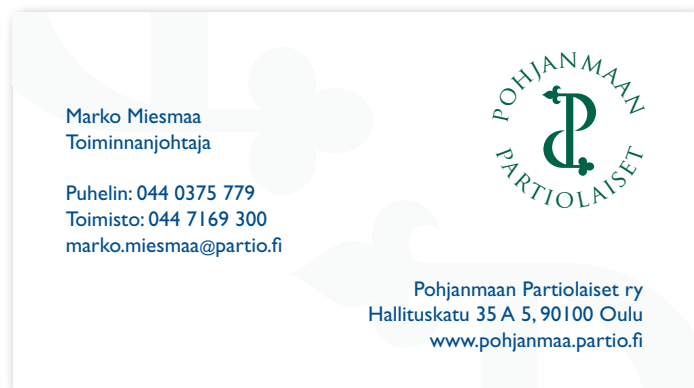 Marko Miesmaa
Toiminnanjohtaja
Puhelin: 044 0375 779
Toimisto: 044 7169 300
marko.miesmaa@partio.fi
POHJANMAAN
PARTIOLAISET
Pohjanmaan Partiolaiset ry
Hallituskatu 35 A 5, 90100 Oulu
www.pohjanmaa.partio.fi